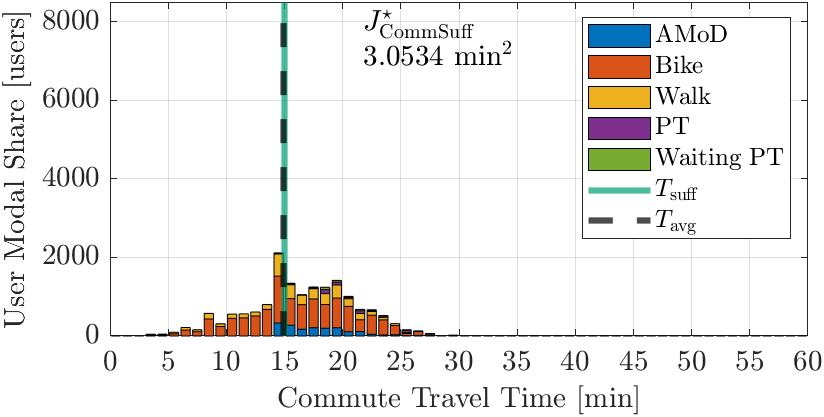 8000
6000
4000
2000
0
User Modal Share [users]
J⋆CommSuff
3.0534 min²
AMoD
Bike
Walk
PT
Waiting PT
Tsuff
Tavg
0 5 10 15 20 25 30 35 40 45 50 55 60
Commute Travel Time [min]